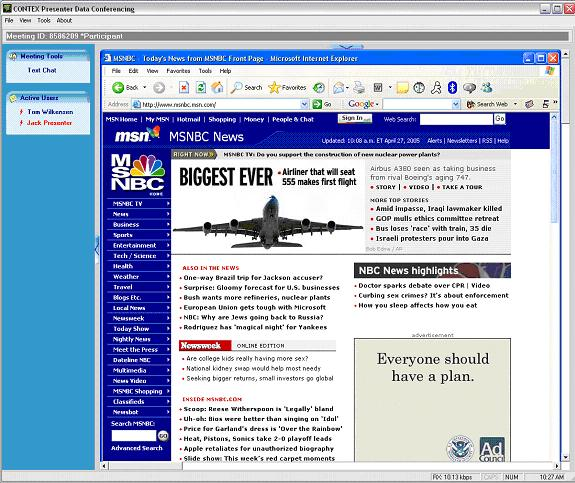 CONTEX Presenter Data Conferencing
File View Tools About
Meeting ID: 8586209 *Participant
Meeting Tools
Text Chat
Active Users
Tom Wilkensen
Jack Presenter
MSNBC - Today's News from MSNBC Front Page - Microsoft Internet Explorer
File Edit View Favorites Tools Help
Back Search Favorites
Address http://www.msnbc.msn.com/ Go Google Search Web
MSN Home | My MSN | Hotmail | Shopping | Money | People & Chat Sign In Web Search: Go
msn MSNBC News
Updated: 10:08 a.m. ET April 27, 2005 Alerts | Newsletters | RSS | Help
MSNBC
HOME
MSNBC TV
News
Business
Sports
Entertainment
Tech / Science
Health
Weather
Travel
Blogs Etc.
Local News
Newsweek
Today Show
Nightly News
Meet the Press
Dateline NBC
Multimedia
News Video
MSNBC Shopping
Classifieds
Newsbot
Search MSNBC:
GO
Advanced Search
RIGHT NOW MSNBC TV: Do you support the construction of new nuclear power plants?
BIGGEST EVER
Airliner that will seat
555 makes first flight
Airbus A380 seen as taking business
from rival Boeing's aging 747.
• STORY | • VIDEO | • TAKE A TOUR
MORE TOP STORIES
• Amid impasse, Iraqi lawmaker killed
• GOP mulls ethics committee retreat
• Bus loses 'race' with train, 35 die
• Israeli protesters pour into Gaza
Bob Edme / AP
ALSO IN THE NEWS
• One-way Brazil trip for Jackson accuser?
• Surprise: Gloomy forecast for U.S. businesses
• Bush wants more refineries, nuclear plants
• European Union gets tough with Microsoft
• NBC: Why are Jews going back to Russia?
• Rodriguez has 'magical night' for Yankees
NBC News highlights
• Doctor sparks debate over CPR | Video
• Curbing sex crimes? It's about enforcement
• How you sleep affects how you eat
Newsweek ONLINE EDITION
• Are college kids really having more sex?
• National kidney swap would help most needy
• Seeking bigger returns, small investors go global
INSIDE MSNBC.COM
• Scoop: Reese Witherspoon is 'Legally' bland
• Uh-oh: Bios were better than singing on 'Idol'
• Price for Garland's dress is 'Over the Rainbow'
• Heat, Pistons, Sonics take 2-0 playoff leads
• Apple retaliates for unauthorized biography
• Slide show: This week's red carpet moments
advertisement
Everyone should
have a plan.
Ad
COUNCIL
RX: 10.13 kbps CAPS NUM 10:27 AM